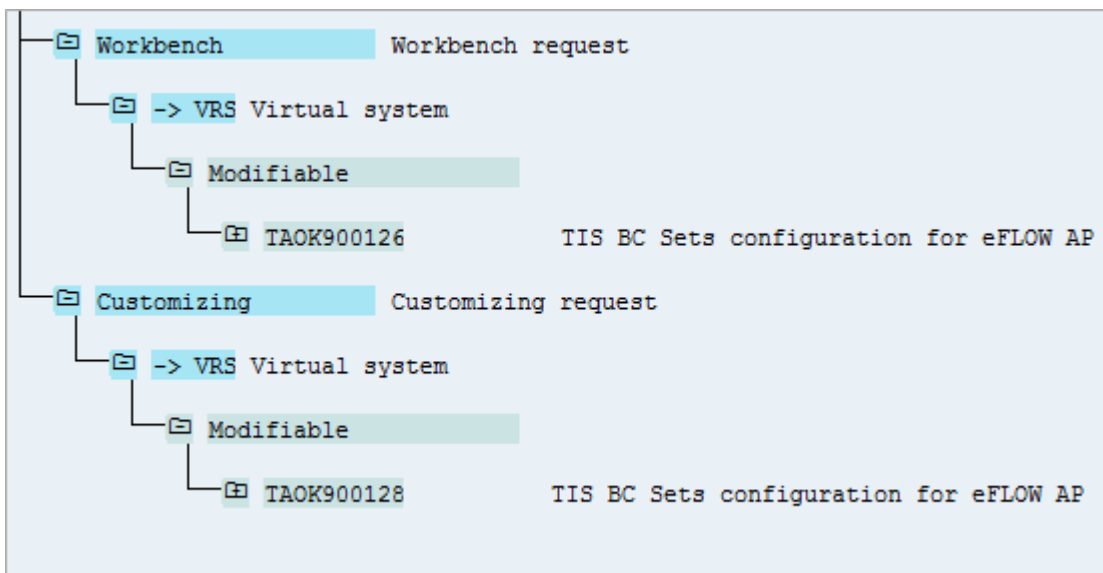 Workbench Workbench request
-> VRS Virtual system
Modifiable
TAOK900126 TIS BC Sets configuration for eFLOW AP
Customizing Customizing request
-> VRS Virtual system
Modifiable
TAOK900128 TIS BC Sets configuration for eFLOW AP